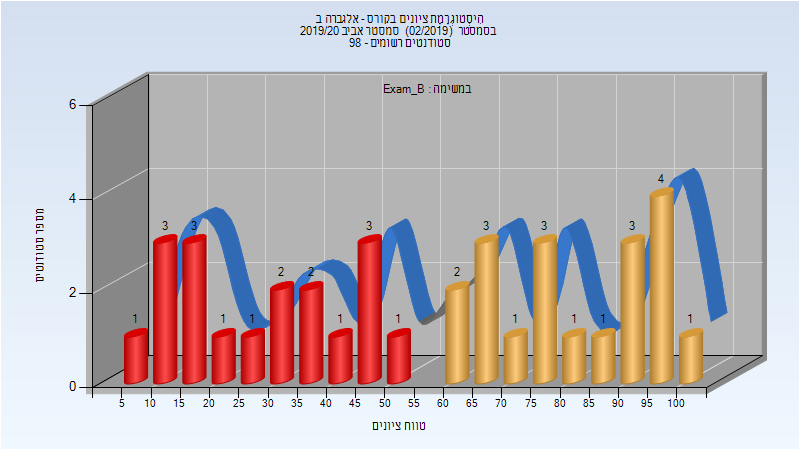 היסטוגרמת ציונים בקורס - אלגברה ב
בסמסטר (02/2019) סמסטר אביב 2019/20
סטודנטים רשומים - 98
במשימה : Exam_B
מספר סטודנטים
6
4
2
0
1 3 3 1 1 2 2 1 3 1 2 3 1 3 1 1 3 4 1
5 10 15 20 25 30 35 40 45 50 55 60 65 70 75 80 85 90 95 100
טווח ציונים